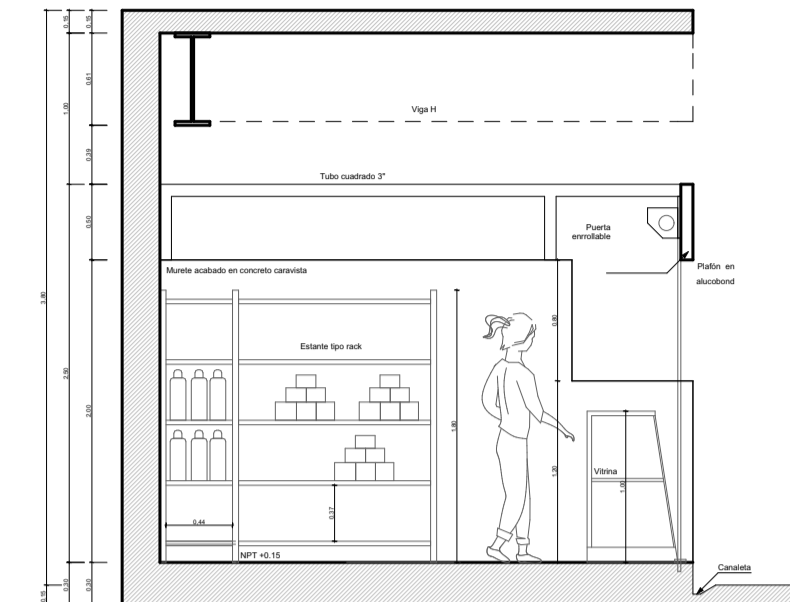 0.15
0.15
0.61
Viga H
1.00
0.39
Tubo cuadrado 3"
0.50
Puerta
enrrollable
Plafón en
alucobond
Murete acabado en concreto caravista
3.80
0.80
Estante tipo rack
2.50
2.00
1.80
1.20
Vitrina
1.00
0.37
0.44
NPT +0.15
Canaleta
0.30
0.30
0.15